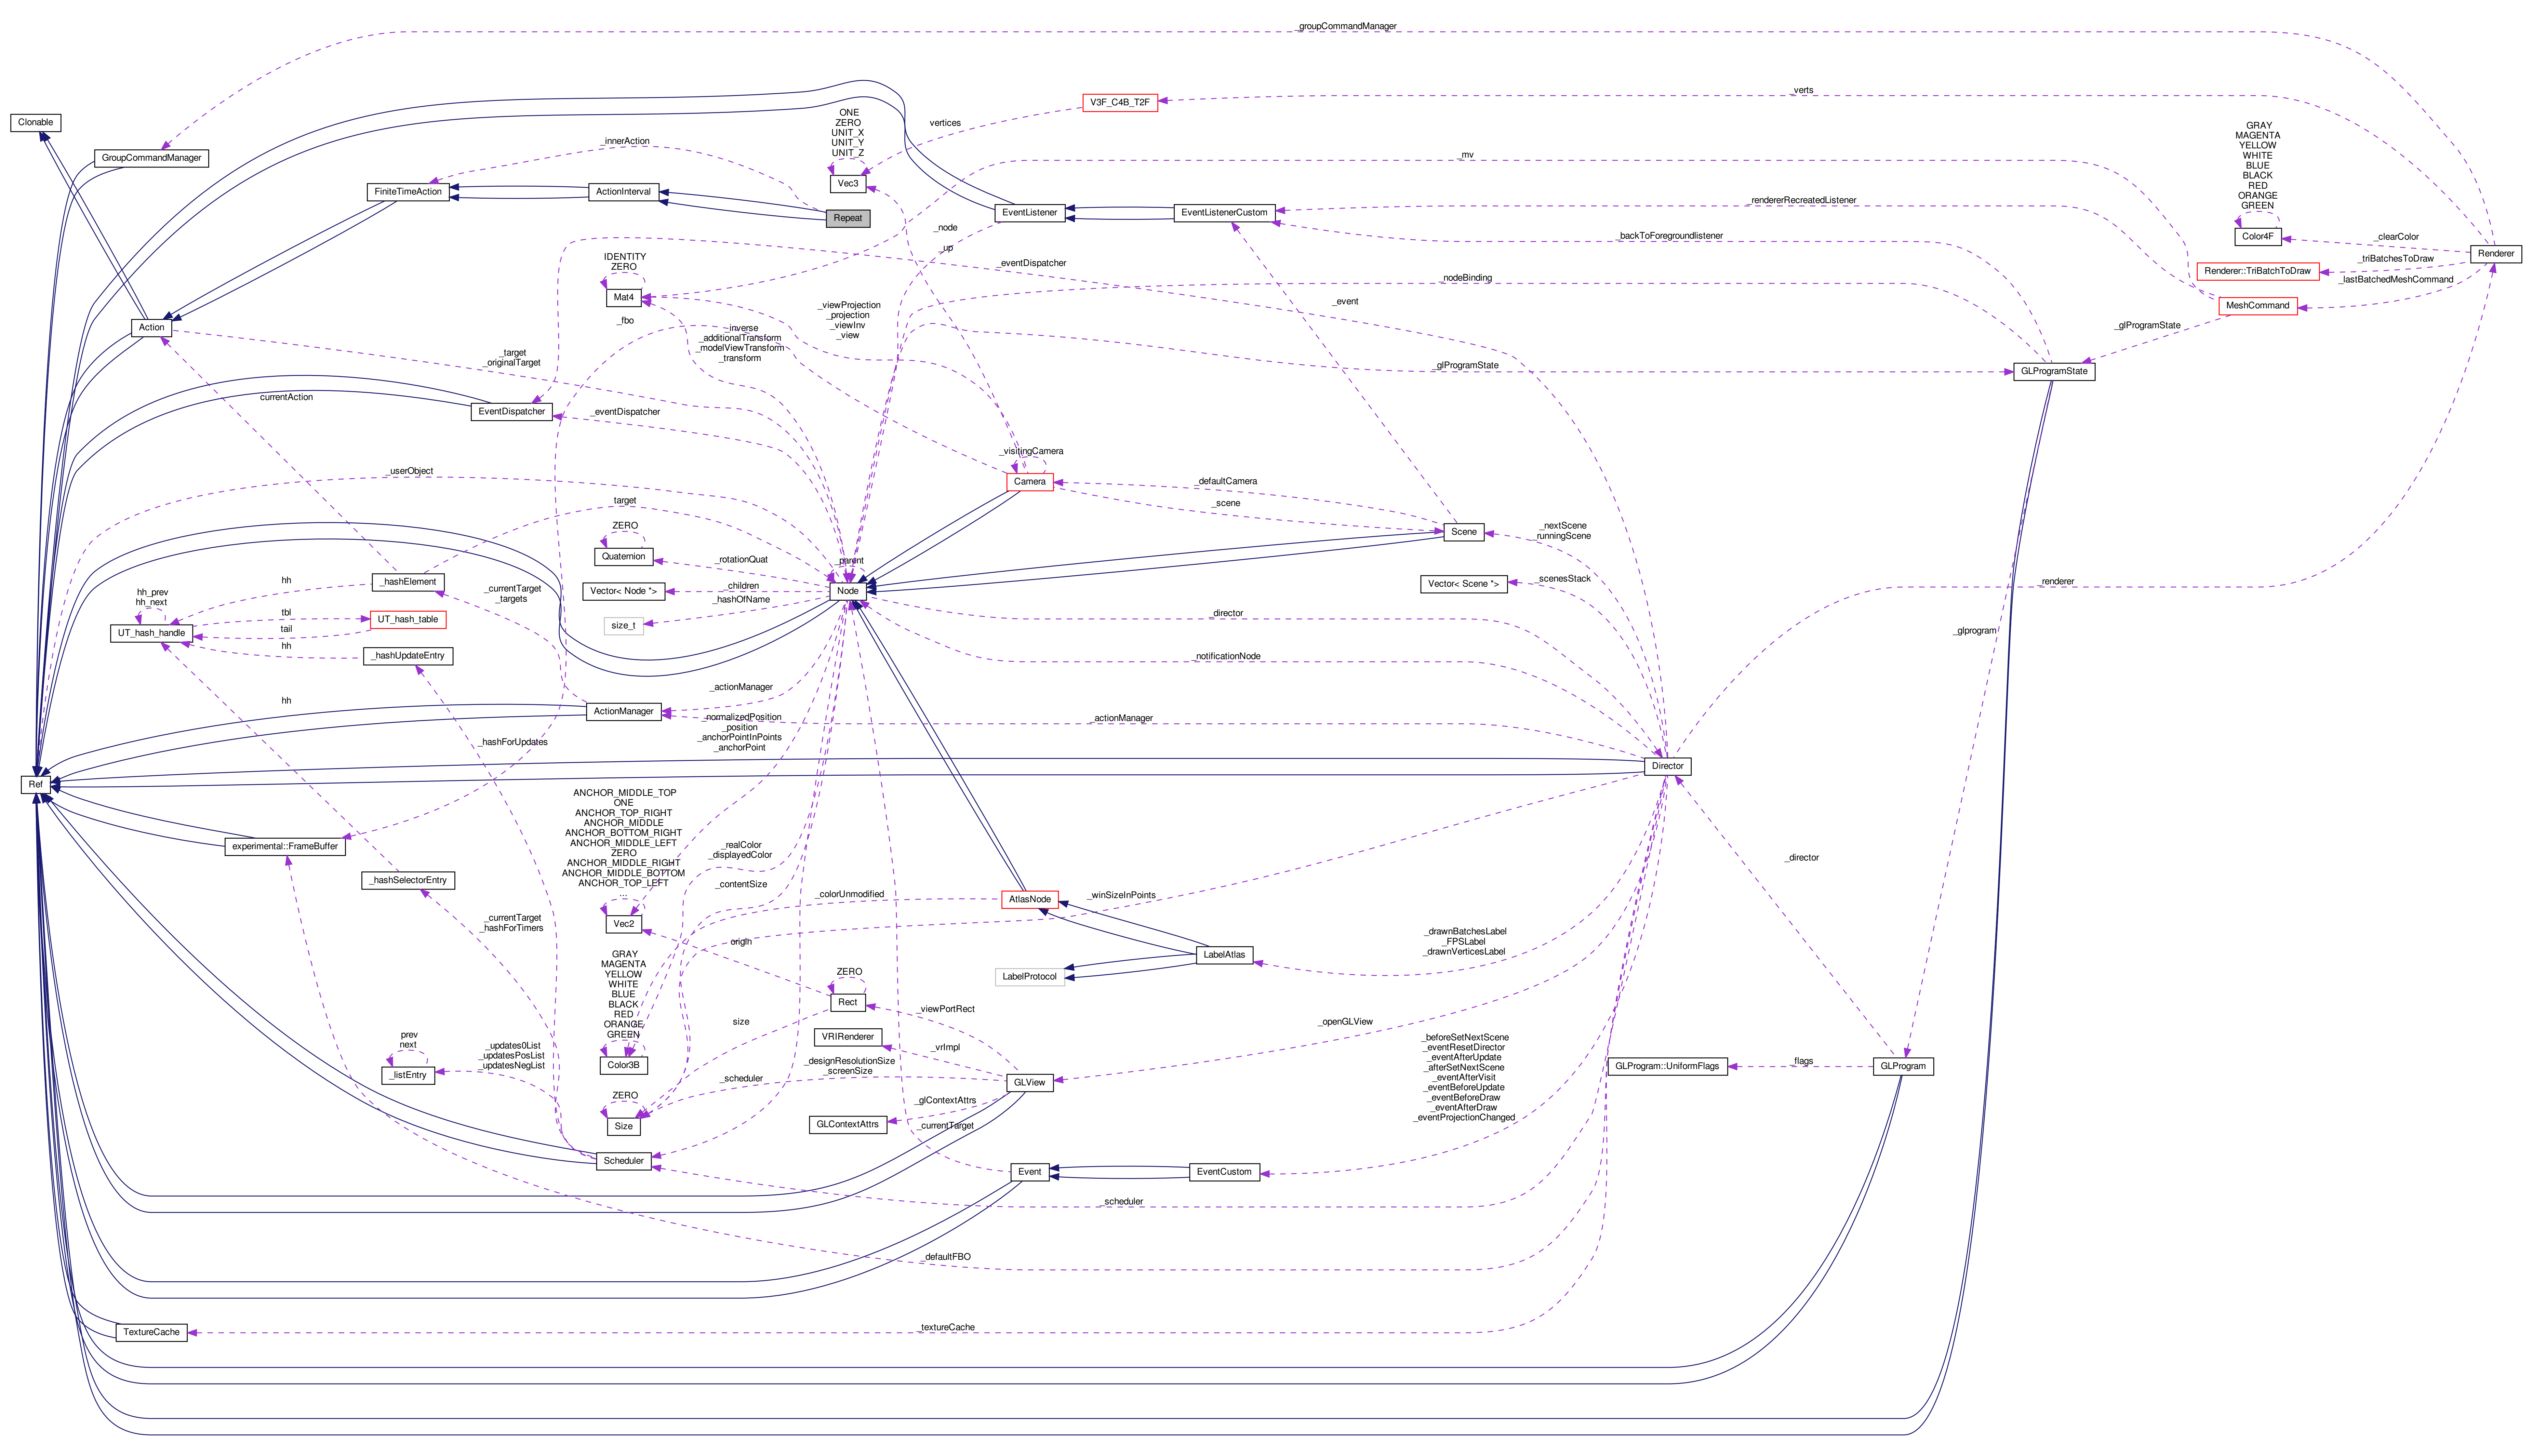 _groupCommandManager
_verts
V3F_C4B_T2F
ONE
ZERO
UNIT_X
UNIT_Y
UNIT_Z
vertices
Clonable
GRAY
MAGENTA
YELLOW
WHITE
BLUE
BLACK
RED
ORANGE
GREEN
_innerAction
GroupCommandManager
_mv
FiniteTimeAction
ActionInterval
Vec3
Repeat
EventListener
EventListenerCustom
_rendererRecreatedListener
_node
_backToForegroundlistener
Color4F
_clearColor
_up
Renderer
IDENTITY
ZERO
_eventDispatcher
_triBatchesToDraw
Renderer::TriBatchToDraw
_nodeBinding
_lastBatchedMeshCommand
Mat4
_viewProjection
_projection
_viewInv
_view
_event
MeshCommand
_fbo
Action
_inverse
_additionalTransform
_modelViewTransform
_transform
_glProgramState
_target
_originalTarget
_glProgramState
GLProgramState
currentAction
EventDispatcher
_eventDispatcher
_visitingCamera
_userObject
Camera
_defaultCamera
target
_scene
ZERO
_nextScene
_runningScene
Scene
Quaternion
_rotationQuat
_parent
hh
_hashElement
_currentTarget
_targets
Vector< Node *>
_children
Node
Vector< Scene *>
_scenesStack
_renderer
hh_prev
hh_next
_hashOfName
tbl
UT_hash_table
_director
UT_hash_handle
tail
size_t
_glprogram
hh
_hashUpdateEntry
_notificationNode
_actionManager
hh
ActionManager
_normalizedPosition
_position
_anchorPointInPoints
_anchorPoint
_actionManager
_hashForUpdates
Director
Ref
ANCHOR_MIDDLE_TOP
ONE
ANCHOR_TOP_RIGHT
ANCHOR_MIDDLE
ANCHOR_BOTTOM_RIGHT
ANCHOR_MIDDLE_LEFT
ZERO
ANCHOR_MIDDLE_RIGHT
ANCHOR_MIDDLE_BOTTOM
ANCHOR_TOP_LEFT
...
experimental::FrameBuffer
_realColor
_displayedColor
_director
_hashSelectorEntry
_contentSize
_colorUnmodified
AtlasNode
_winSizeInPoints
_currentTarget
_hashForTimers
Vec2
origin
_drawnBatchesLabel
_FPSLabel
_drawnVerticesLabel
GRAY
MAGENTA
YELLOW
WHITE
BLUE
BLACK
RED
ORANGE
GREEN
LabelAtlas
ZERO
LabelProtocol
Rect
_viewPortRect
size
_openGLView
prev
next
VRIRenderer
_vrImpl
_updates0List
_updatesPosList
_updatesNegList
_beforeSetNextScene
_eventResetDirector
_eventAfterUpdate
_afterSetNextScene
_eventAfterVisit
_eventBeforeUpdate
_eventBeforeDraw
_eventAfterDraw
_eventProjectionChanged
_listEntry
Color3B
_designResolutionSize
_screenSize
_scheduler
GLView
GLProgram::UniformFlags
_flags
GLProgram
ZERO
_glContextAttrs
Size
GLContextAttrs
_currentTarget
Scheduler
Event
EventCustom
_scheduler
_defaultFBO
TextureCache
_textureCache